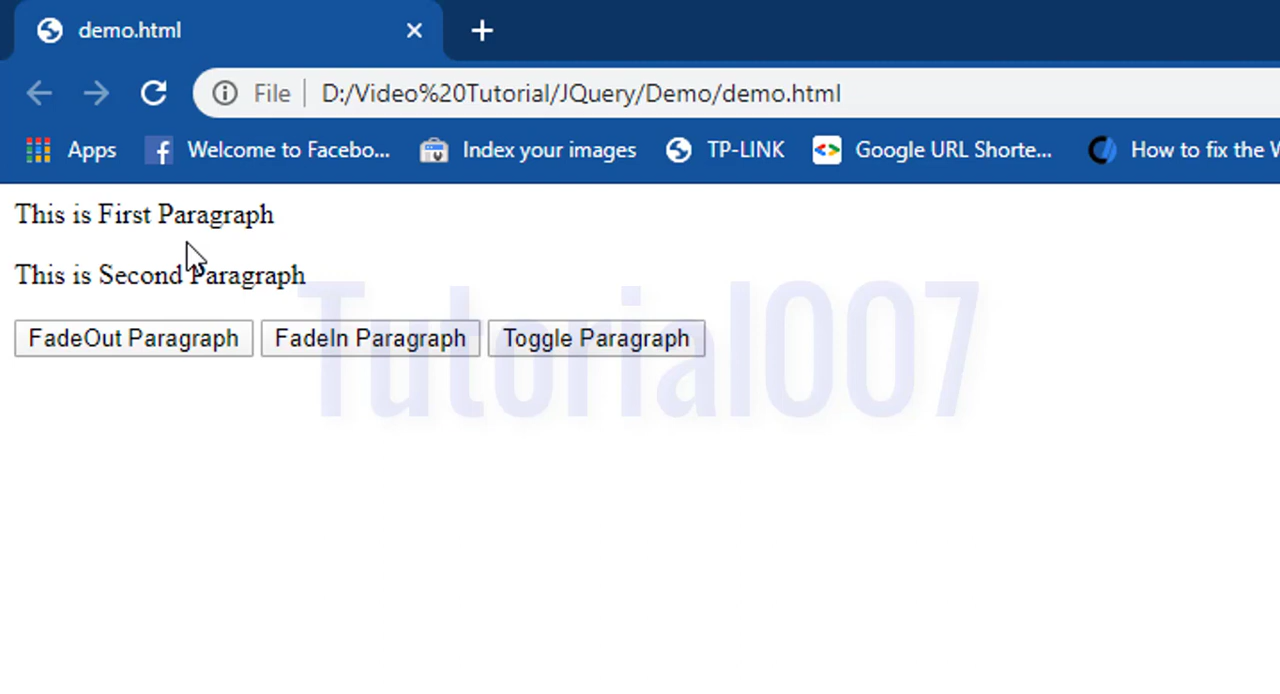 demo.html
File D:/Video%20Tutorial/JQuery/Demo/demo.html
Apps Welcome to Facebo... Index your images TP-LINK Google URL Shorte... How to fix the W
This is First Paragraph
This is Second Paragraph
FadeOut Paragraph FadeIn Paragraph Toggle Paragraph
Tutorial007